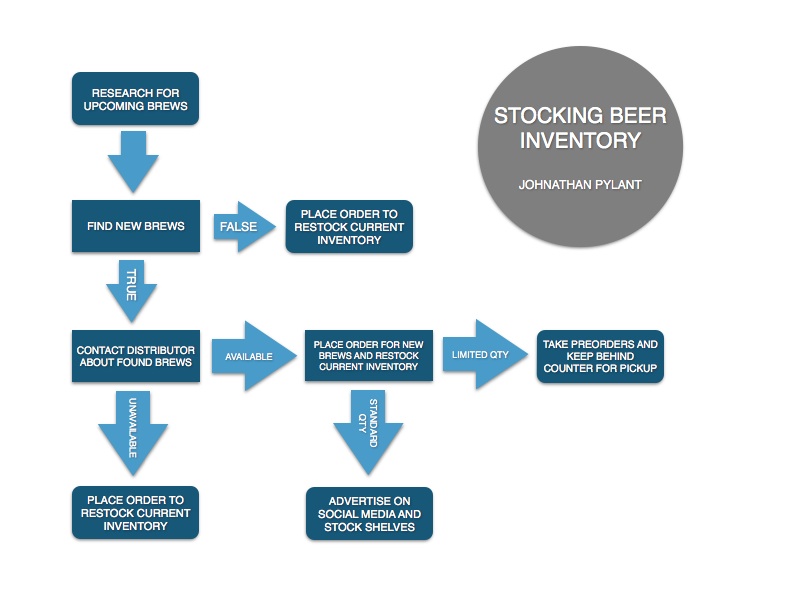 STOCKING BEER
INVENTORY
JOHNATHAN PYLANT
RESEARCH FOR
UPCOMING BREWS
FIND NEW BREWS
FALSE
PLACE ORDER TO
RESTOCK CURRENT
INVENTORY
TRUE
CONTACT DISTRIBUTOR
ABOUT FOUND BREWS
AVAILABLE
PLACE ORDER FOR NEW
BREWS AND RESTOCK
CURRENT INVENTORY
LIMITED QTY
TAKE PREORDERS AND
KEEP BEHIND
COUNTER FOR PICKUP
UNAVAILABLE
STANDARD
QTY
PLACE ORDER TO
RESTOCK CURRENT
INVENTORY
ADVERTISE ON
SOCIAL MEDIA AND
STOCK SHELVES